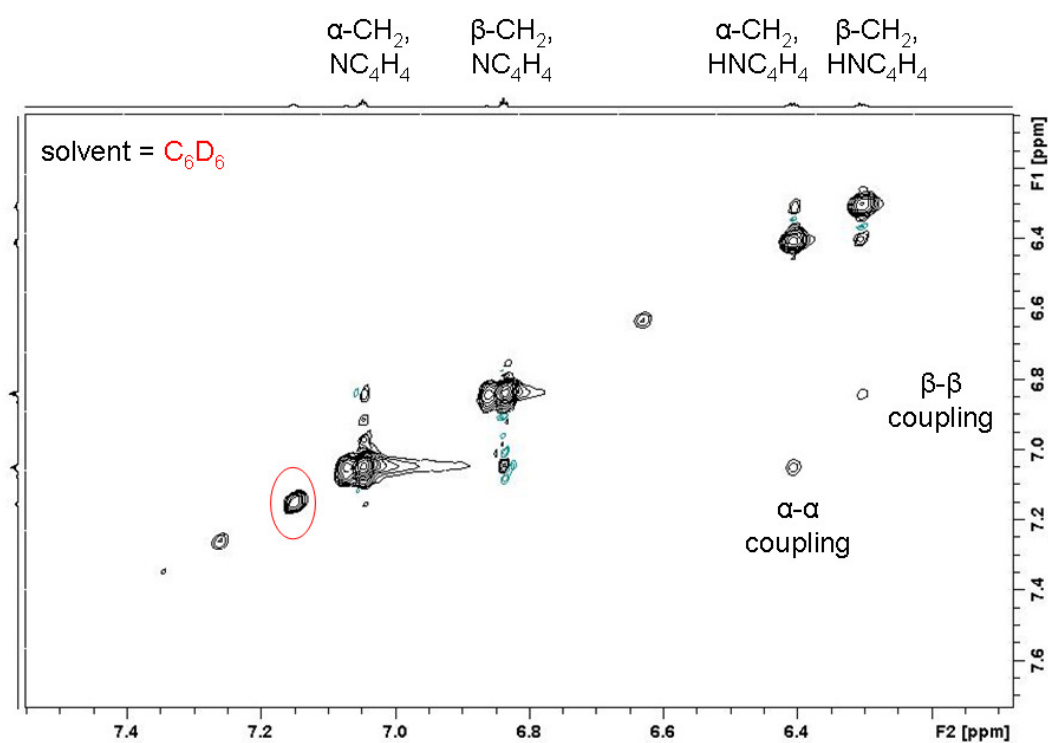 α-CH₂,
NC₄H₄
β-CH₂,
NC₄H₄
α-CH₂,
HNC₄H₄
β-CH₂,
HNC₄H₄
solvent = C₆D₆
F1 [ppm]
6.4
6.6
6.8
7.0
7.2
7.4
7.6
β-β
coupling
α-α
coupling
7.4
7.2
7.0
6.8
6.6
6.4
F2 [ppm]